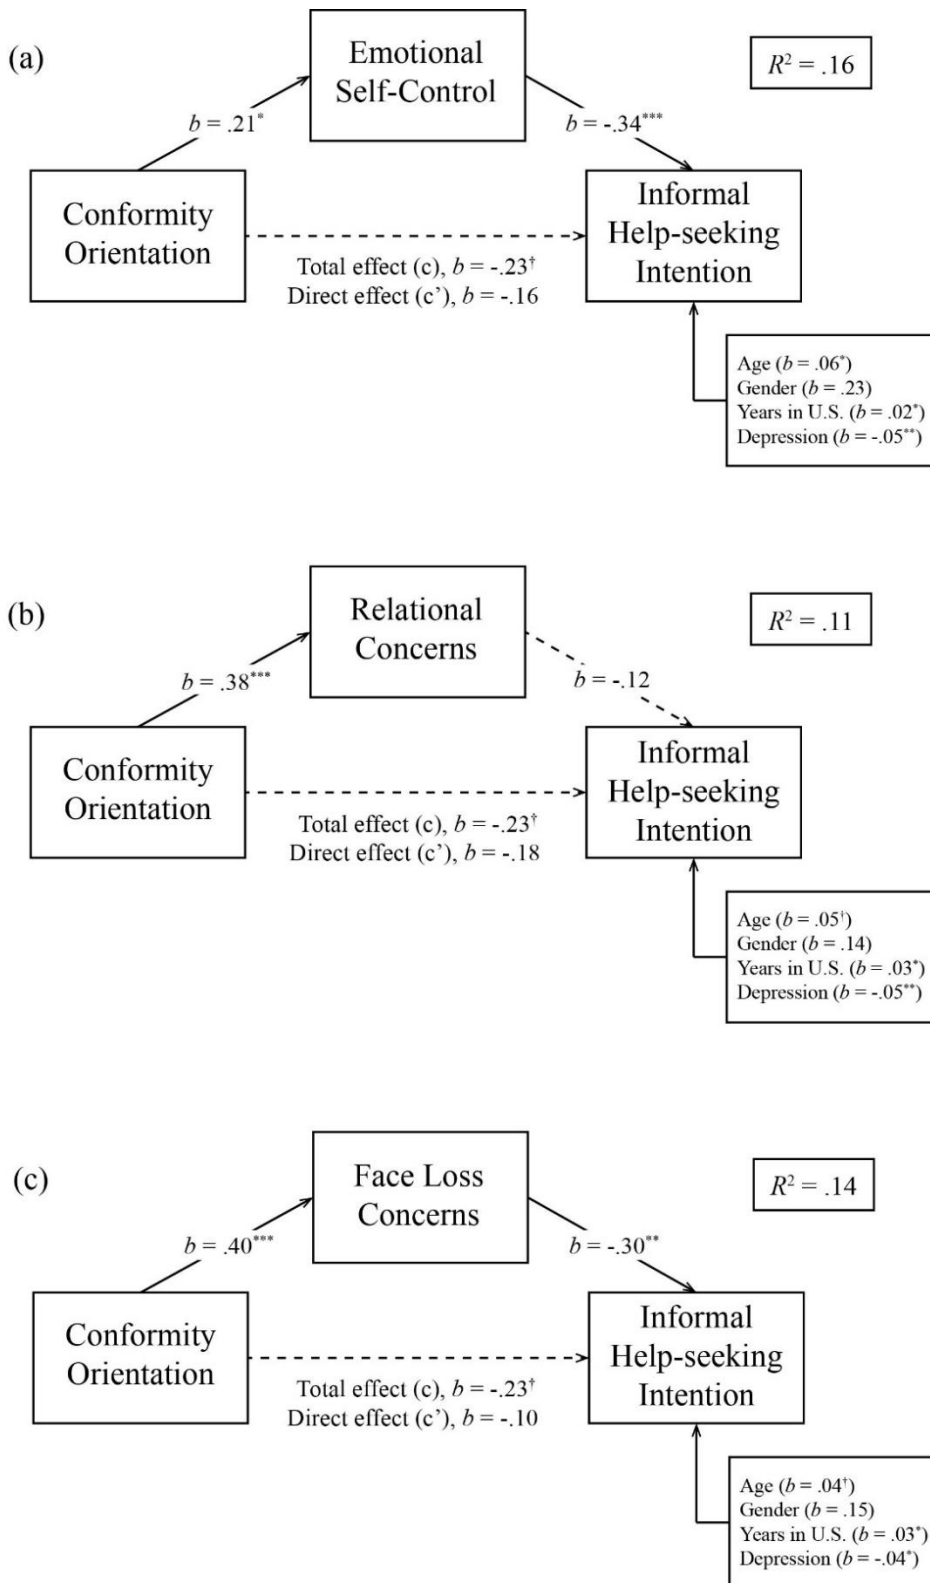 (a)
Emotional
Self-Control
R² = .16
b = .21*
b = -.34***
Conformity
Orientation
Informal
Help-seeking
Intention
Total effect (c), b = -.23†
Direct effect (c’), b = -.16
Age (b = .06*)
Gender (b = .23)
Years in U.S. (b = .02*)
Depression (b = -.05**)
(b)
Relational
Concerns
R² = .11
b = .38***
b = -.12
Conformity
Orientation
Informal
Help-seeking
Intention
Total effect (c), b = -.23†
Direct effect (c’), b = -.18
Age (b = .05†)
Gender (b = .14)
Years in U.S. (b = .03*)
Depression (b = -.05**)
(c)
Face Loss
Concerns
R² = .14
b = .40***
b = -.30**
Conformity
Orientation
Informal
Help-seeking
Intention
Total effect (c), b = -.23†
Direct effect (c’), b = -.10
Age (b = .04†)
Gender (b = .15)
Years in U.S. (b = .03*)
Depression (b = -.04*)